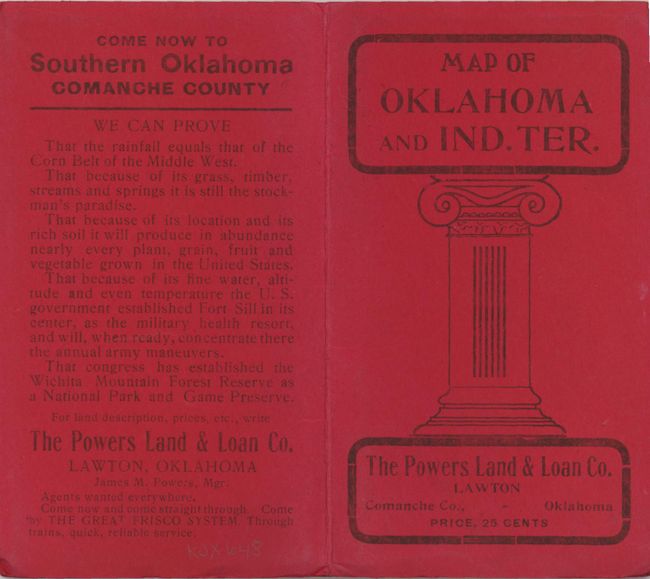 COME NOW TO
Southern Oklahoma
COMANCHE COUNTY
WE CAN PROVE
That the rainfall equals that of the
Corn Belt of the Middle West.
That because of its grass, timber,
streams and springs it is still the stock-
man's paradise.
That because of its location and its
rich soil it will produce in abundance
nearly every plant, grain, fruit and
vegetable grown in the United States.
That because of its fine water, alti-
tude and even temperature the U. S.
government established Fort Sill in its
center, as the military health resort,
and will, when ready, concentrate there
the annual army maneuvers.
That congress has established the
Wichita Mountain Forest Reserve as
a National Park and Game Preserve.
For land description, prices, etc., write
The Powers Land & Loan Co.
LAWTON, OKLAHOMA
James M. Powers, Mgr.
Agents wanted everywhere.
Come now and come straight through. Come
by THE GREAT FRISCO SYSTEM. Through
trains, quick, reliable service.
MAP OF
OKLAHOMA
AND IND. TER.
The Powers Land & Loan Co.
LAWTON
Comanche Co., - Oklahoma
PRICE, 25 CENTS